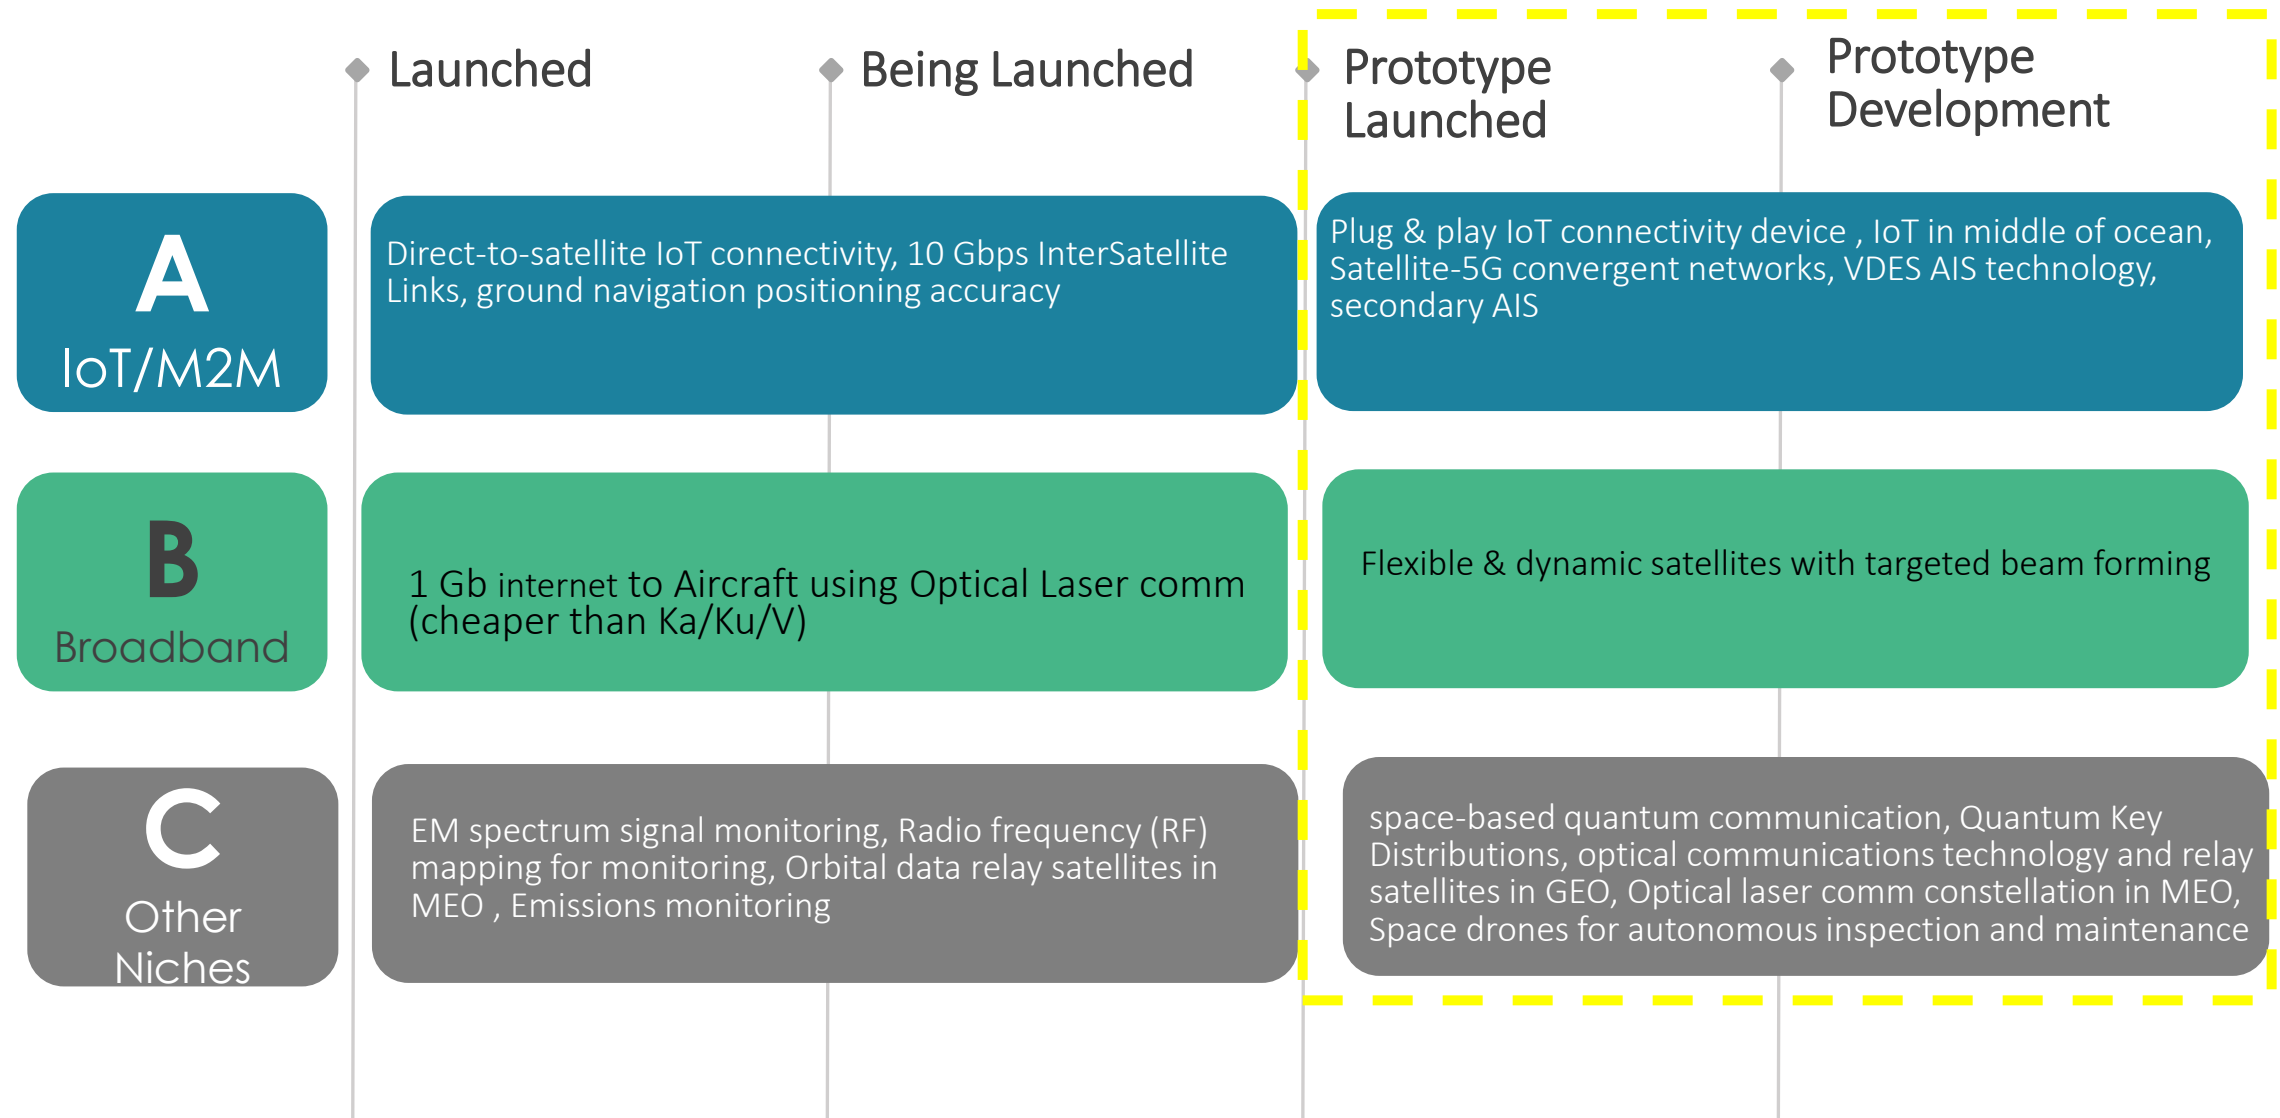 Launched
Being Launched
Prototype
Launched
Prototype
Development
A
IoT/M2M
Direct-to-satellite IoT connectivity, 10 Gbps InterSatellite
Links, ground navigation positioning accuracy
Plug & play IoT connectivity device , IoT in middle of ocean,
Satellite-5G convergent networks, VDES AIS technology,
secondary AIS
B
Broadband
1 Gb internet to Aircraft using Optical Laser comm
(cheaper than Ka/Ku/V)
Flexible & dynamic satellites with targeted beam forming
C
Other
Niches
EM spectrum signal monitoring, Radio frequency (RF)
mapping for monitoring, Orbital data relay satellites in
MEO , Emissions monitoring
space-based quantum communication, Quantum Key
Distributions, optical communications technology and relay
satellites in GEO, Optical laser comm constellation in MEO,
Space drones for autonomous inspection and maintenance